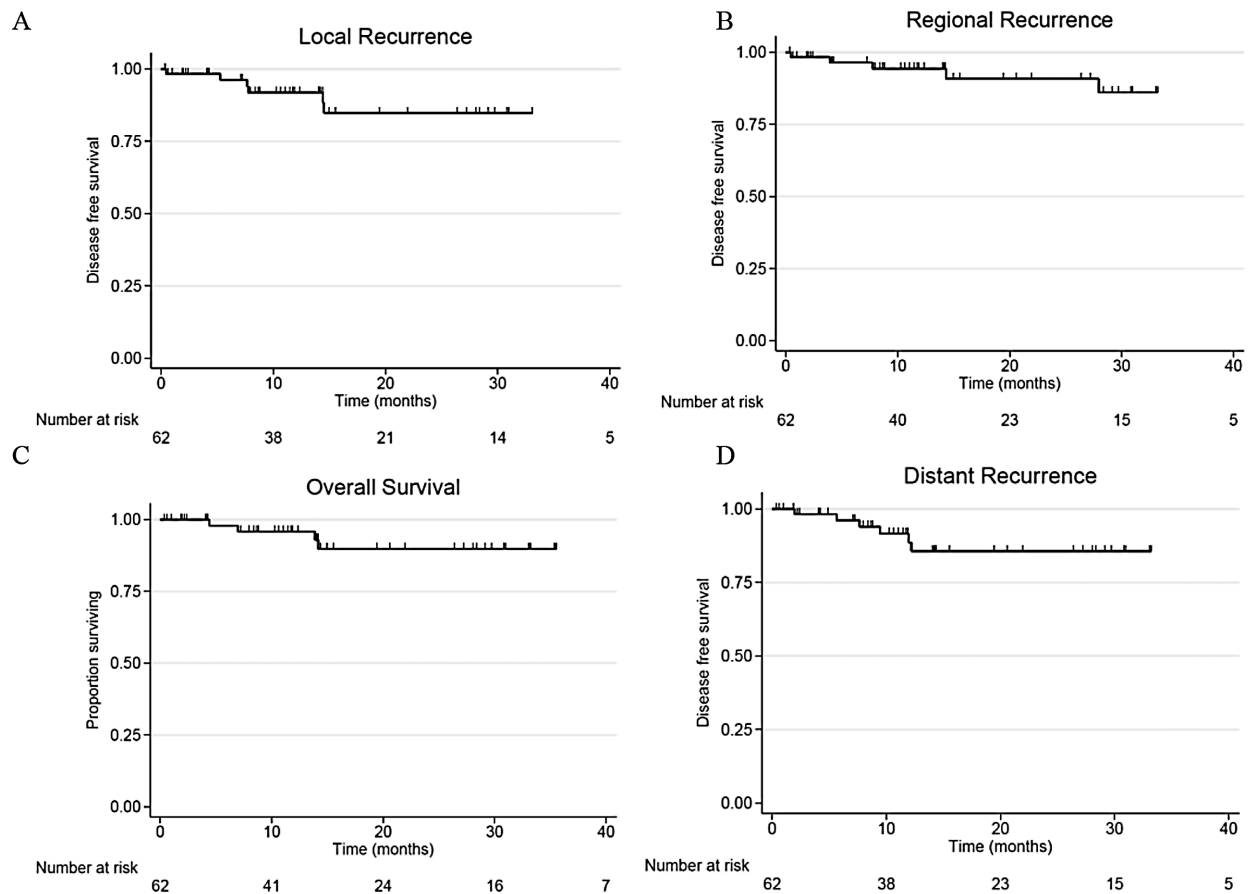 A
Local Recurrence
Disease free survival
1.00
0.75
0.50
0.25
0.00
0 10 20 30 40
Time (months)
Number at risk
62 38 21 14 5
B
Regional Recurrence
Disease free survival
1.00
0.75
0.50
0.25
0.00
0 10 20 30 40
Time (months)
Number at risk
62 40 23 15 5
C
Overall Survival
Proportion surviving
1.00
0.75
0.50
0.25
0.00
0 10 20 30 40
Time (months)
Number at risk
62 41 24 16 7
D
Distant Recurrence
Disease free survival
1.00
0.75
0.50
0.25
0.00
0 10 20 30 40
Time (months)
Number at risk
62 38 23 15 5